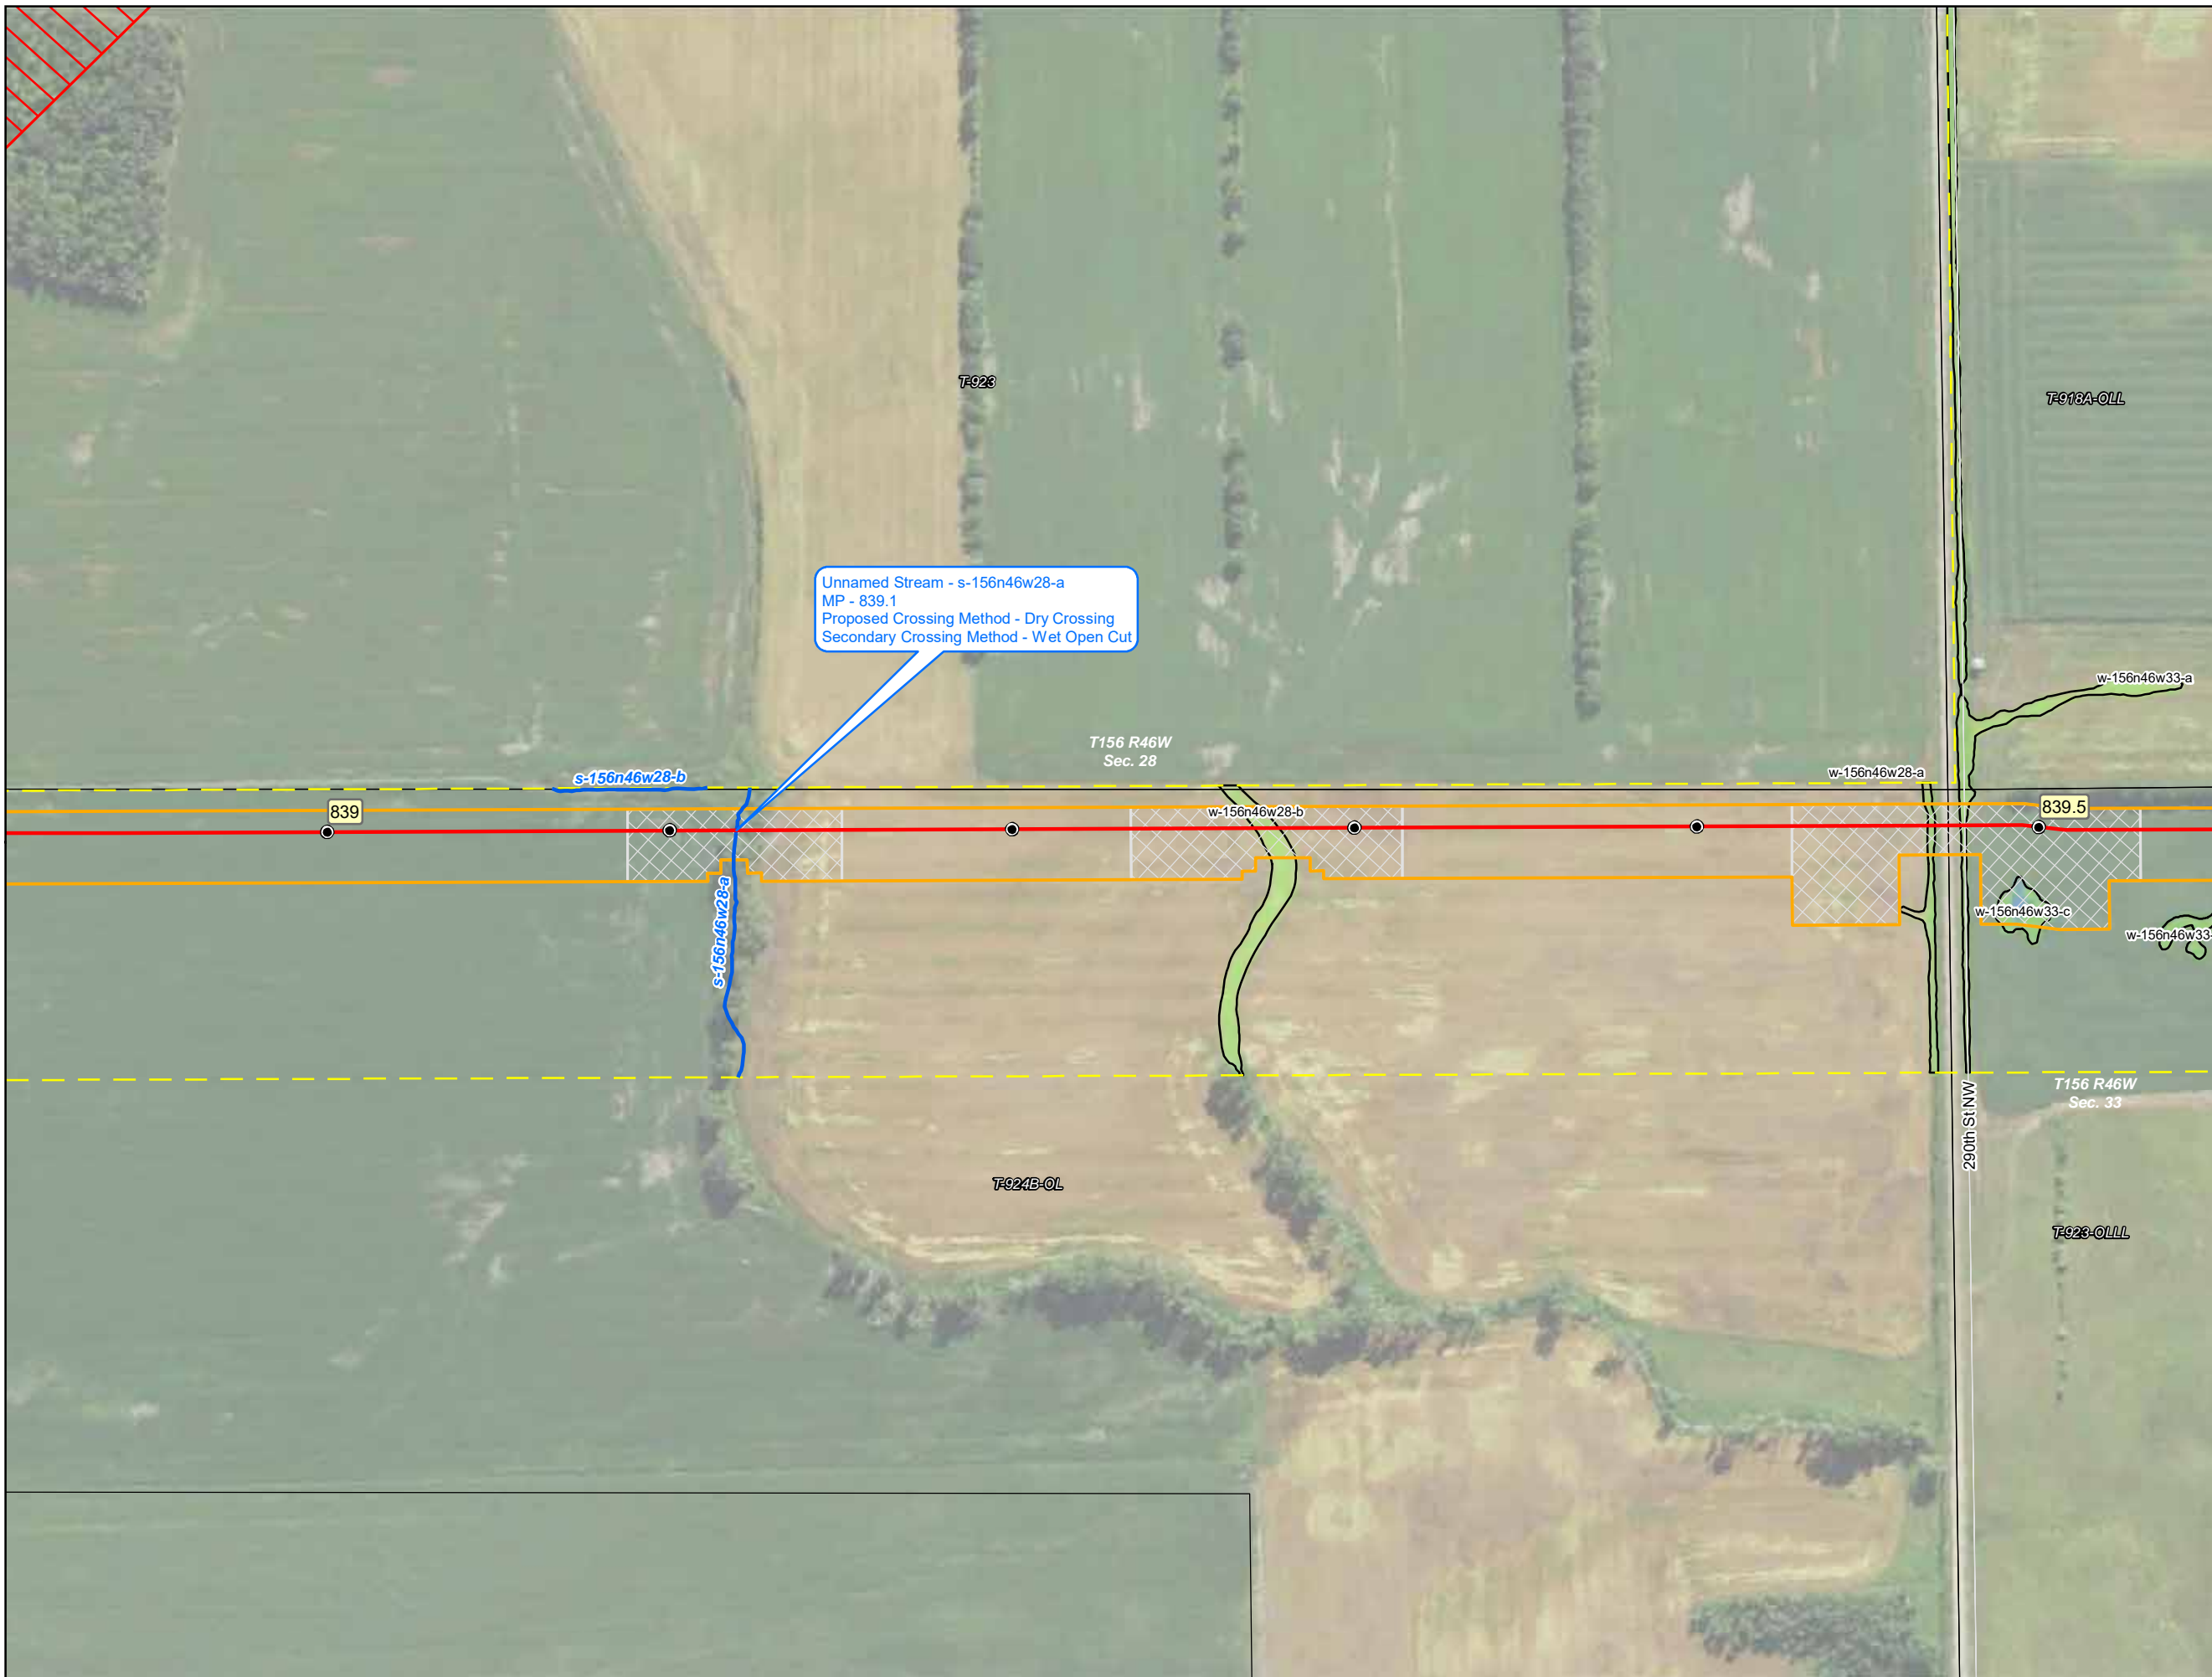 T-923
T-918A-OLL
Unnamed Stream - s-156n46w28-a
MP - 839.1
Proposed Crossing Method - Dry Crossing
Secondary Crossing Method - Wet Open Cut
w-156n46w33-a
T156 R46W
Sec. 28
s-156n46w28-b
w-156n46w28-a
839
w-156n46w28-b
839.5
s-156n46w28-a
w-156n46w33-c
w-156n46w33-
T156 R46W
Sec. 33
290th St NW
T-924B-OL
T-923-OLLL